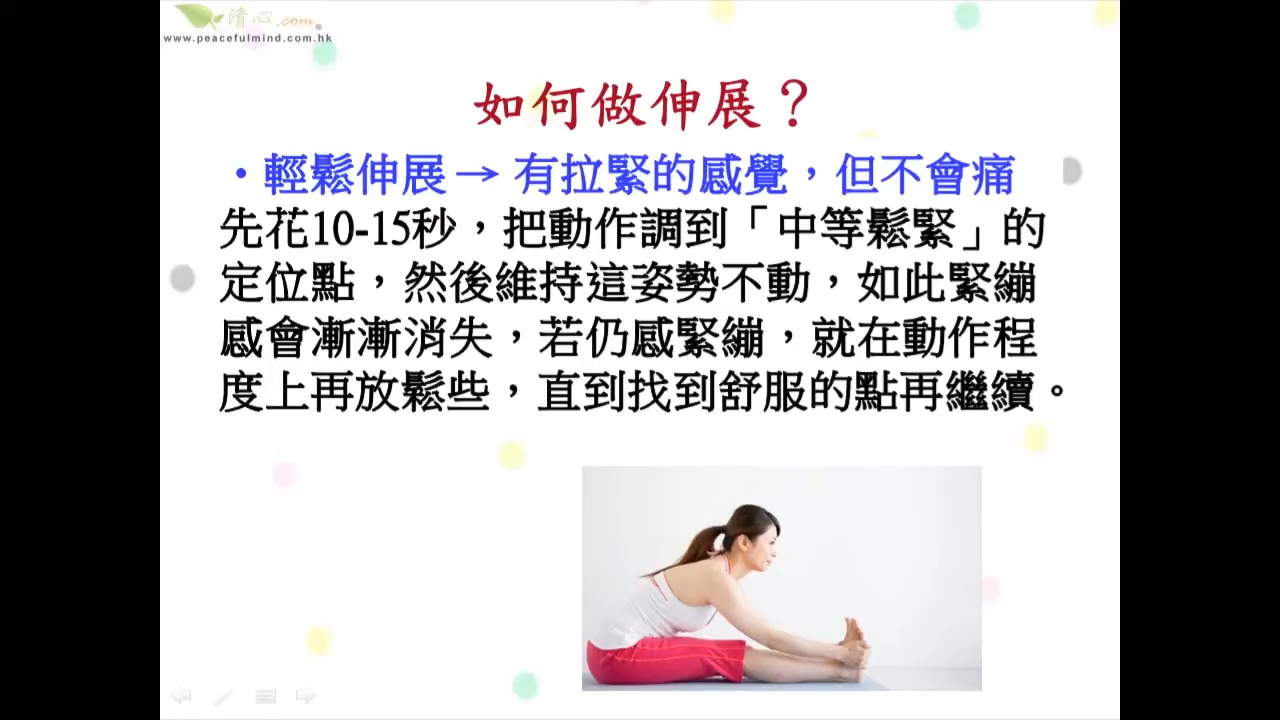 清心.com
www.peacefulmind.com.hk
如何做伸展？
•輕鬆伸展→ 有拉緊的感覺，但不會痛
先花10-15秒，把動作調到「中等鬆緊」的
定位點，然後維持這姿勢不動，如此緊繃
感會漸漸消失，若仍感緊繃，就在動作程
度上再放鬆些，直到找到舒服的點再繼續。